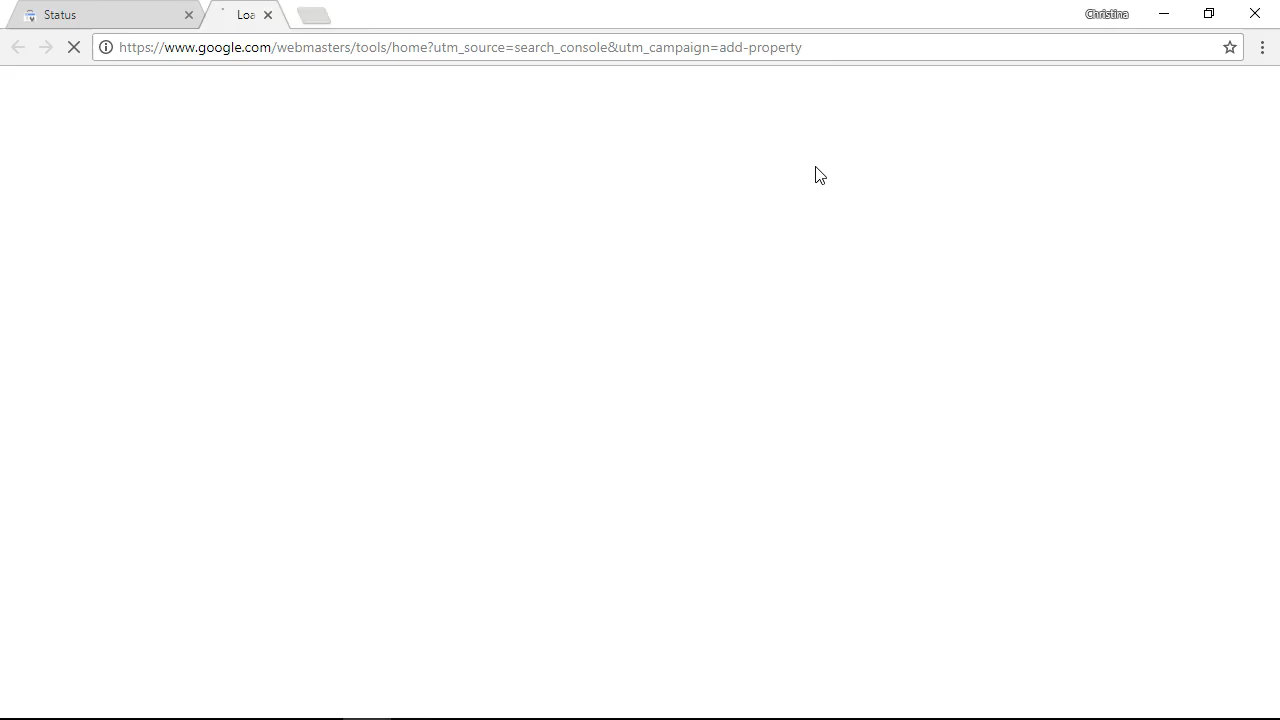 Status
Loa
Christina
https://www.google.com/webmasters/tools/home?utm_source=search_console&utm_campaign=add-property